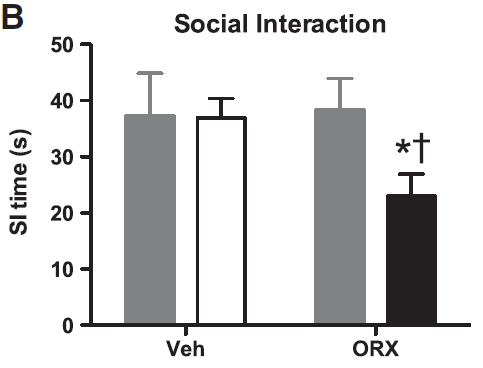 B
Social Interaction
SI time (s)
50
40
30
20
10
0
*†
Veh
ORX